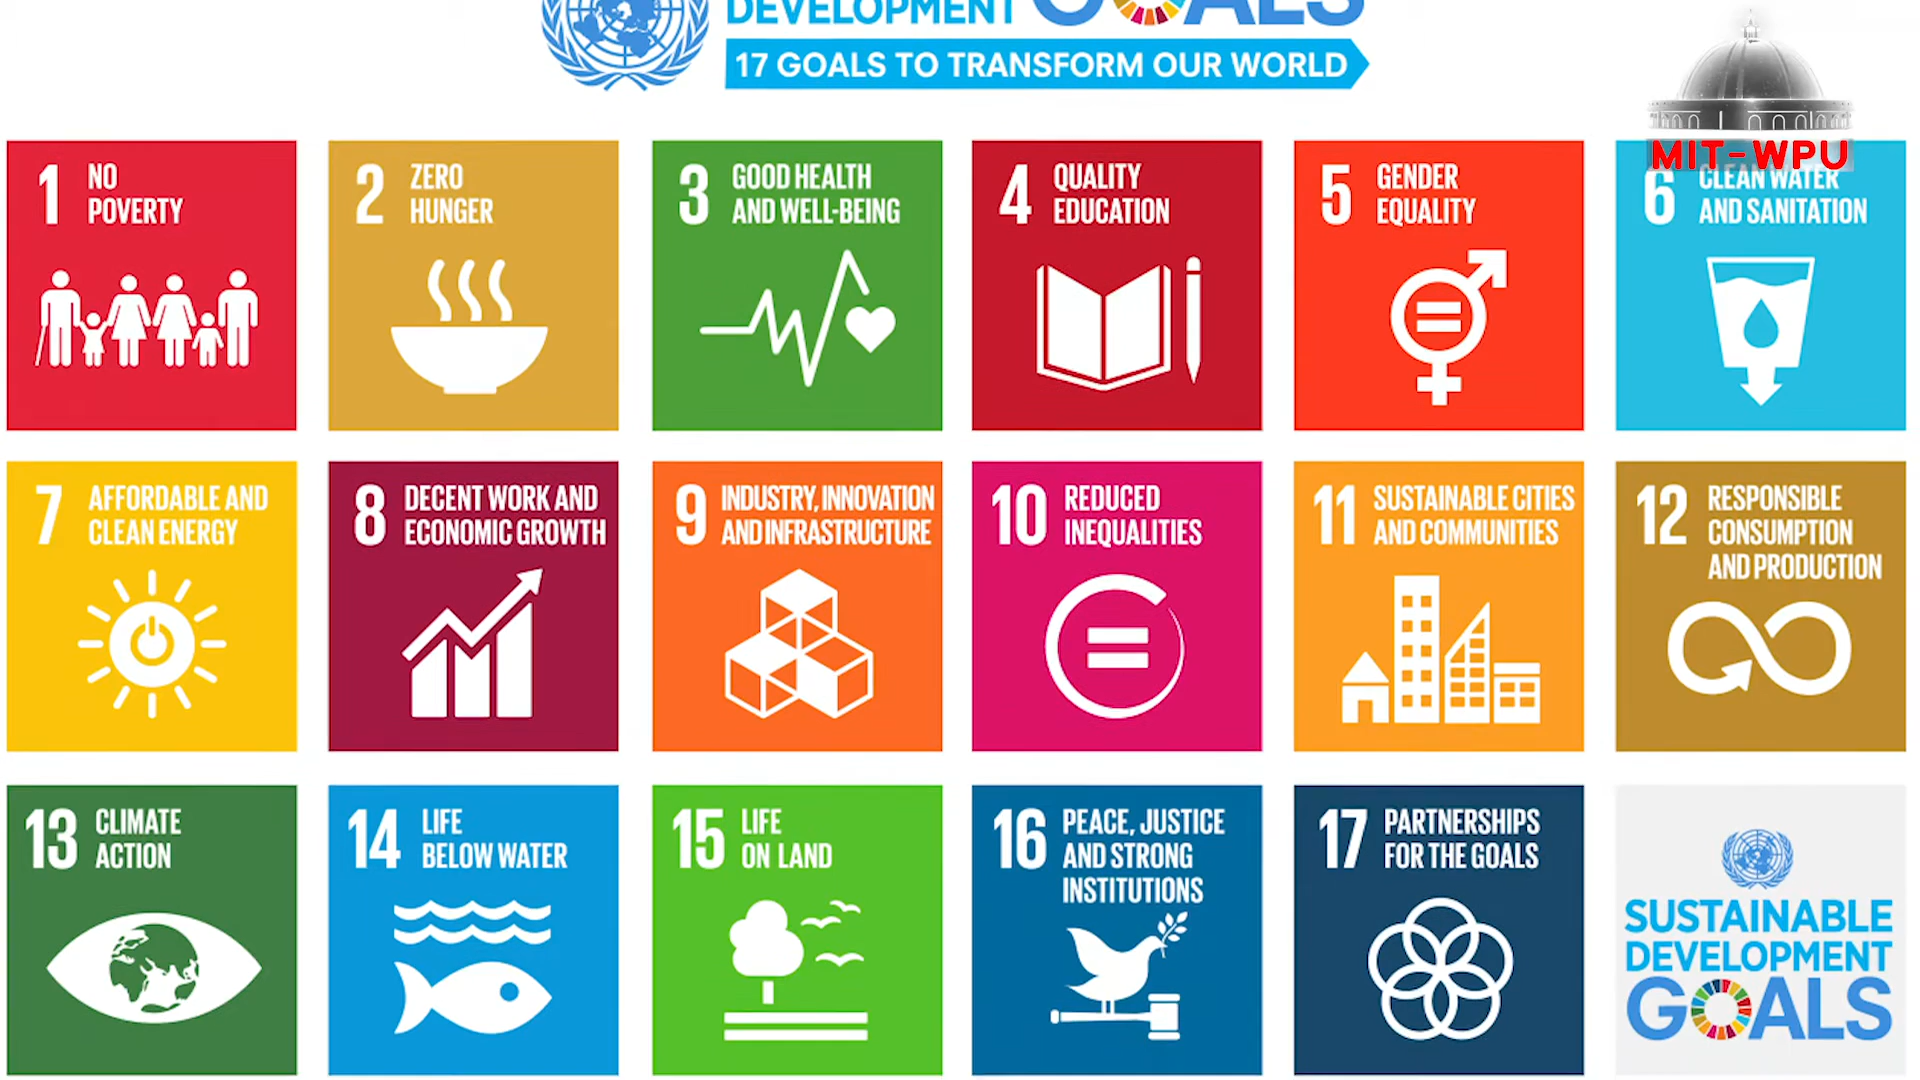 DEVELOPMENT GOALS
17 GOALS TO TRANSFORM OUR WORLD
MIT-WPU
1 NO
POVERTY
2 ZERO
HUNGER
3 GOOD HEALTH
AND WELL-BEING
4 QUALITY
EDUCATION
5 GENDER
EQUALITY
6 CLEAN WATER
AND SANITATION
7 AFFORDABLE AND
CLEAN ENERGY
8 DECENT WORK AND
ECONOMIC GROWTH
9 INDUSTRY, INNOVATION
AND INFRASTRUCTURE
10 REDUCED
INEQUALITIES
11 SUSTAINABLE CITIES
AND COMMUNITIES
12 RESPONSIBLE
CONSUMPTION
AND PRODUCTION
13 CLIMATE
ACTION
14 LIFE
BELOW WATER
15 LIFE
ON LAND
16 PEACE, JUSTICE
AND STRONG
INSTITUTIONS
17 PARTNERSHIPS
FOR THE GOALS
SUSTAINABLE
DEVELOPMENT
GOALS